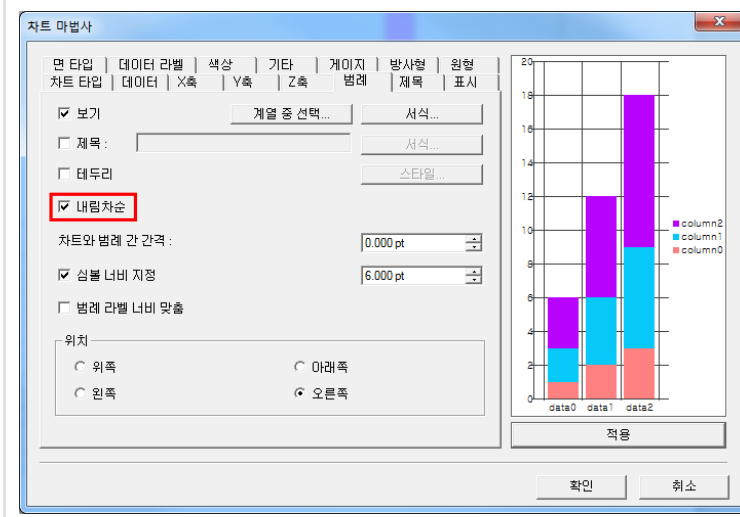 차트 마법사
면 타입 데이터 라벨 색상 기타 게이지 방사형 원형
차트 타입 데이터 X축 Y축 Z축 범례 제목 표시
보기 계열 중 선택... 서식...
제목 : 서식...
테두리 스타일...
내림차순
차트와 범례 간 간격 : 0.000 pt
심볼 너비 지정 6.000 pt
범례 라벨 너비 맞춤
위치
위쪽 아래쪽
왼쪽 오른쪽
20
18
16
14
12
10
8
6
4
2
0
data0 data1 data2
column2
column1
column0
적용
확인 취소